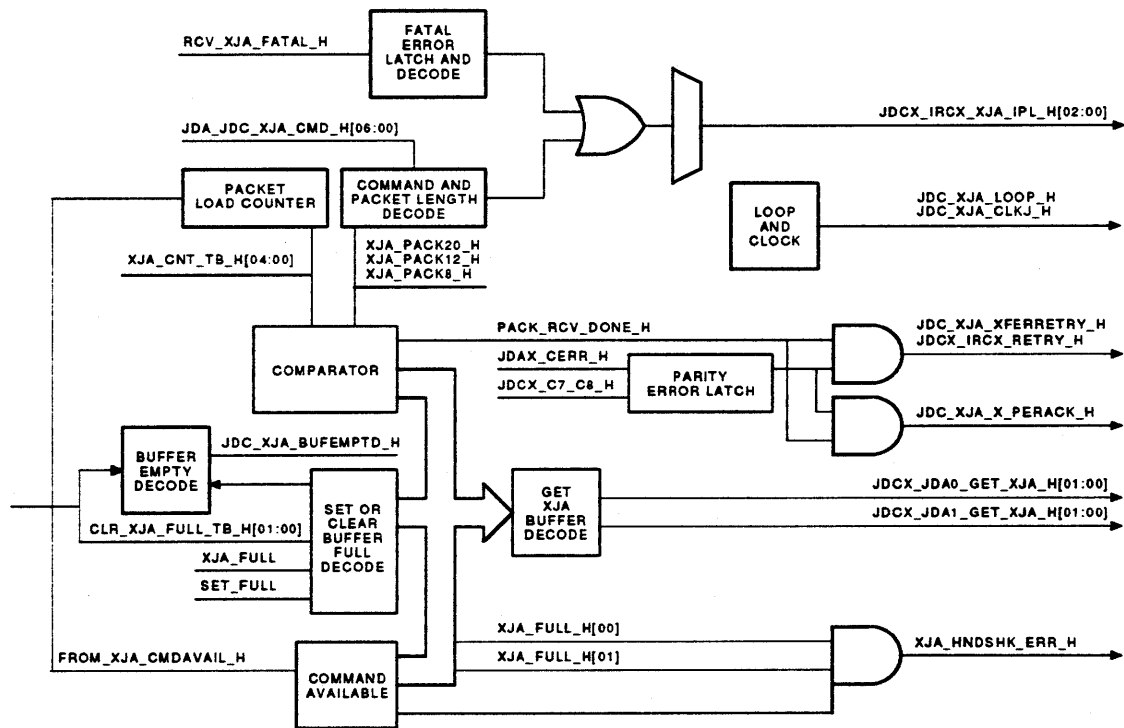 RCV_XJA_FATAL_H
FATAL
ERROR
LATCH AND
DECODE
JDCX_IRCX_XJA_IPL_H[02:00]
JDA_JDC_XJA_CMD_H[06:00]
PACKET
LOAD COUNTER
COMMAND AND
PACKET LENGTH
DECODE
LOOP
AND
CLOCK
JDC_XJA_LOOP_H
JDC_XJA_CLKJ_H
XJA_CNT_TB_H[04:00]
XJA_PACK20_H
XJA_PACK12_H
XJA_PACK8_H
COMPARATOR
PACK_RCV_DONE_H
JDAX_CERR_H
JDCX_C7_C8_H
PARITY
ERROR LATCH
JDC_XJA_XFERRETRY_H
JDCX_IRCX_RETRY_H
JDC_XJA_X_PERACK_H
BUFFER
EMPTY
DECODE
JDC_XJA_BUFEMPTD_H
CLR_XJA_FULL_TB_H[01:00]
XJA_FULL
SET_FULL
SET OR
CLEAR
BUFFER
FULL
DECODE
GET
XJA
BUFFER
DECODE
JDCX_JDA0_GET_XJA_H[01:00]
JDCX_JDA1_GET_XJA_H[01:00]
FROM_XJA_CMDAVAIL_H
COMMAND
AVAILABLE
XJA_FULL_H[00]
XJA_FULL_H[01]
XJA_HNDSHK_ERR_H